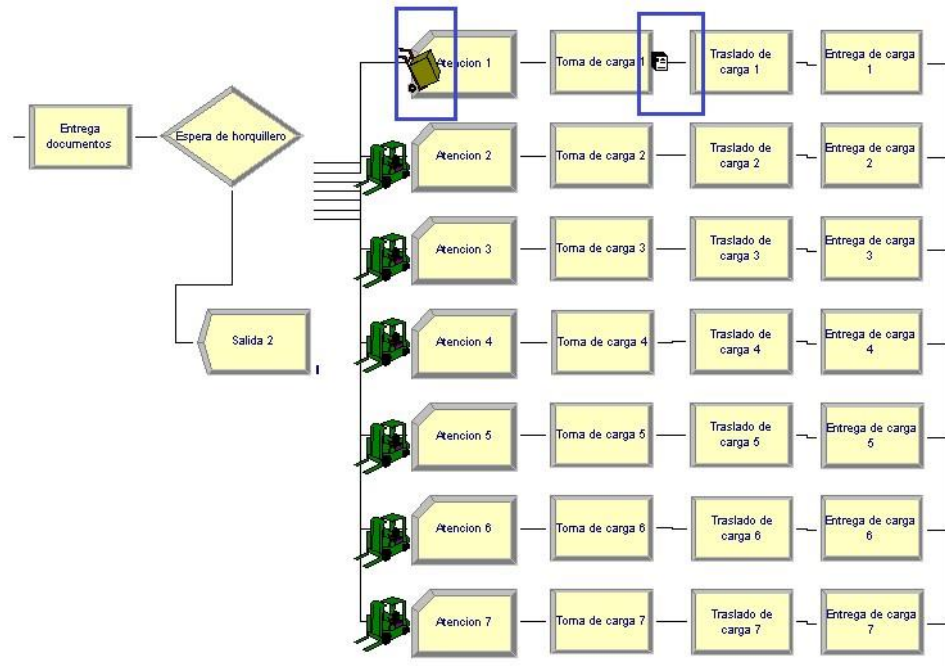 Entrega
documentos
Espera de horquillero
Salida 2
Atencion 1
Toma de carga 1
Traslado de
carga 1
Entrega de carga
1
Atencion 2
Toma de carga 2
Traslado de
carga 2
Entrega de carga
2
Atencion 3
Toma de carga 3
Traslado de
carga 3
Entrega de carga
3
Atencion 4
Toma de carga 4
Traslado de
carga 4
Entrega de carga
4
Atencion 5
Toma de carga 5
Traslado de
carga 5
Entrega de carga
5
Atencion 6
Toma de carga 6
Traslado de
carga 6
Entrega de carga
6
Atencion 7
Toma de carga 7
Traslado de
carga 7
Entrega de carga
7